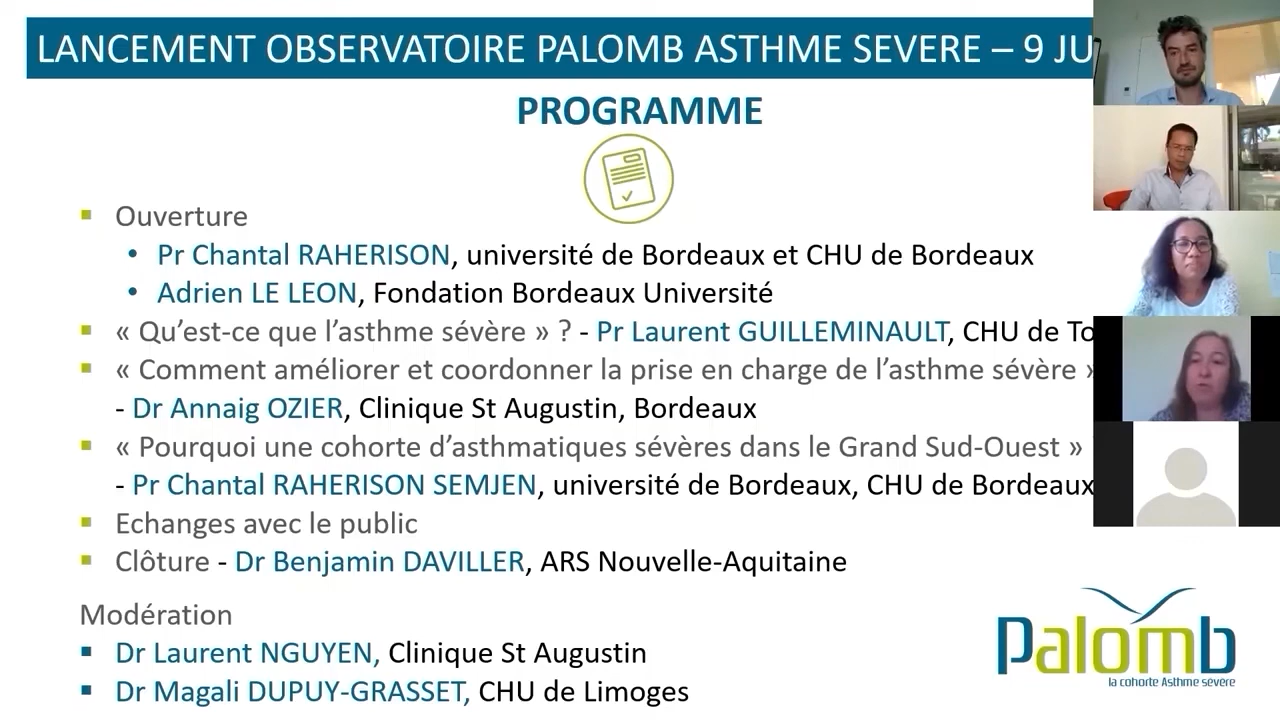 LANCEMENT OBSERVATOIRE PALOMB ASTHME SEVERE – 9 JU
PROGRAMME
Ouverture
Pr Chantal RAHERISON, université de Bordeaux et CHU de Bordeaux
Adrien LE LEON, Fondation Bordeaux Université
« Qu’est-ce que l’asthme sévère » ? - Pr Laurent GUILLEMINAULT, CHU de To
« Comment améliorer et coordonner la prise en charge de l’asthme sévère »
- Dr Annaig OZIER, Clinique St Augustin, Bordeaux
« Pourquoi une cohorte d’asthmatiques sévères dans le Grand Sud-Ouest »
- Pr Chantal RAHERISON SEMJEN, université de Bordeaux, CHU de Bordeaux
Echanges avec le public
Clôture - Dr Benjamin DAVILLER, ARS Nouvelle-Aquitaine
Modération
Dr Laurent NGUYEN, Clinique St Augustin
Dr Magali DUPUY-GRASSET, CHU de Limoges
Palomb
la cohorte Asthme sévère